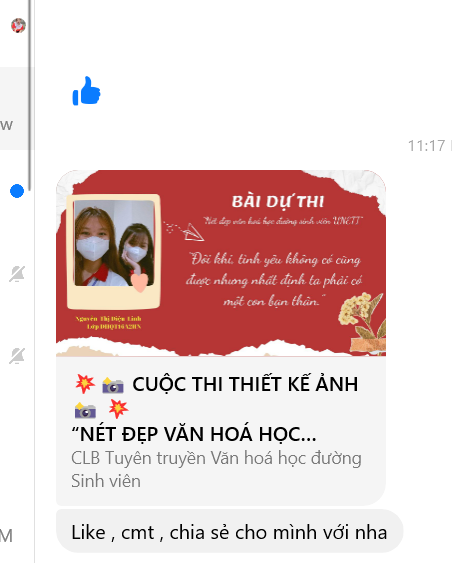 w
11:17
BÀI DỰ THI
"Nét đẹp văn hoá học đường sinh viên UNETI"
"Đôi khi, tình yêu không có cũng
được nhưng nhất định ta phải có
một con bạn thân."
Nguyễn Thị Diệu Linh
Lớp DHQT16A2HN
CUỘC THI THIẾT KẾ ẢNH
“NÉT ĐẸP VĂN HOÁ HỌC...
CLB Tuyên truyền Văn hoá học đường
Sinh viên
Like , cmt , chia sẻ cho mình với nha
M